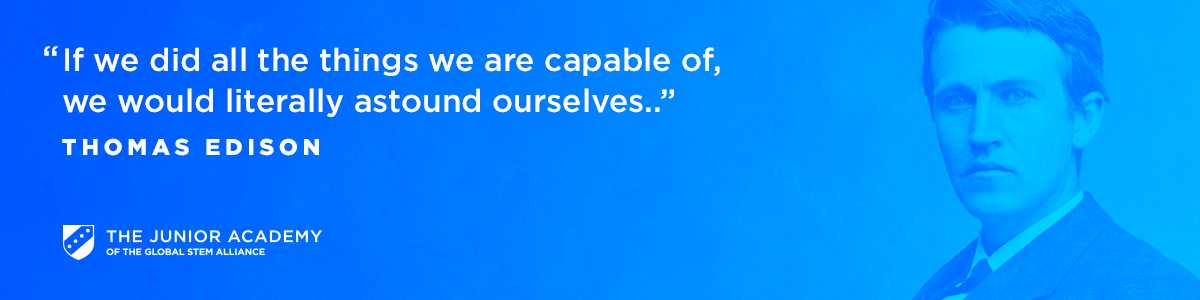 “If we did all the things we are capable of,
we would literally astound ourselves..”
THOMAS EDISON
THE JUNIOR ACADEMY
OF THE GLOBAL STEM ALLIANCE